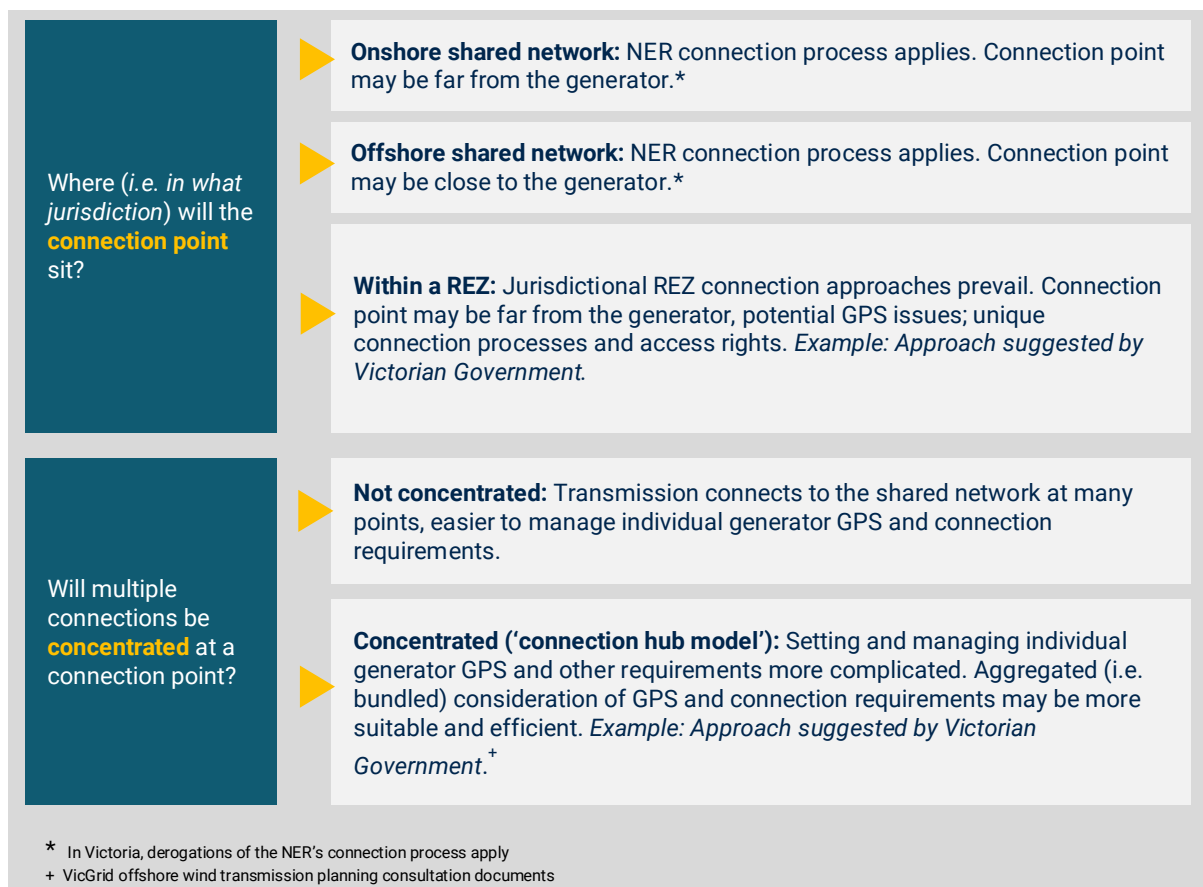 Where (i.e. in what
jurisdiction) will the
connection point
sit?
Onshore shared network: NER connection process applies. Connection point
may be far from the generator.*
Offshore shared network: NER connection process applies. Connection point
may be close to the generator.*
Within a REZ: Jurisdictional REZ connection approaches prevail. Connection
point may be far from the generator, potential GPS issues; unique
connection processes and access rights. Example: Approach suggested by
Victorian Government.
Will multiple
connections be
concentrated at a
connection point?
Not concentrated: Transmission connects to the shared network at many
points, easier to manage individual generator GPS and connection
requirements.
Concentrated (‘connection hub model’): Setting and managing individual
generator GPS and other requirements more complicated. Aggregated (i.e.
bundled) consideration of GPS and connection requirements may be more
suitable and efficient. Example: Approach suggested by Victorian
Government.+
* In Victoria, derogations of the NER’s connection process apply
+ VicGrid offshore wind transmission planning consultation documents